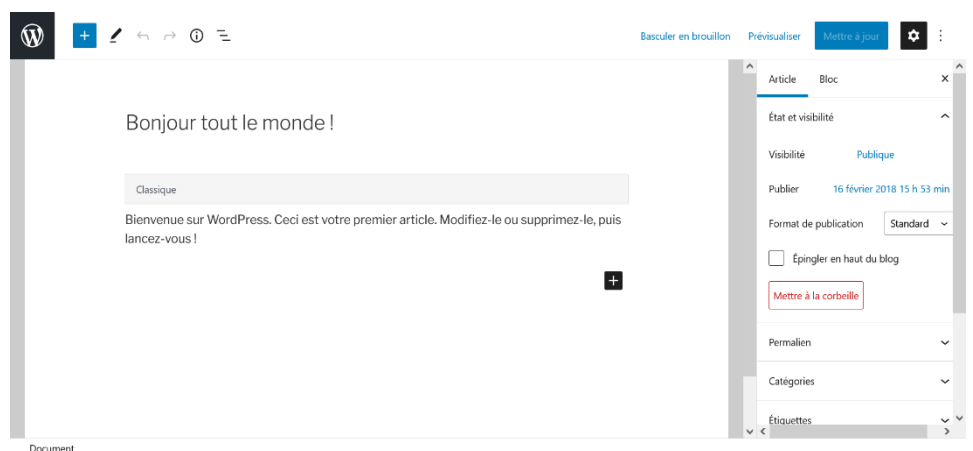 Basculer en brouillon Prévisualiser Mettre à jour
Article Bloc
Bonjour tout le monde !
État et visibilité
Visibilité Publique
Classique
Publier 16 février 2018 15 h 53 min
Bienvenue sur WordPress. Ceci est votre premier article. Modifiez-le ou supprimez-le, puis
lancez-vous !
Format de publication Standard
Épingler en haut du blog
Mettre à la corbeille
Permalien
Catégories
Étiquettes
Document